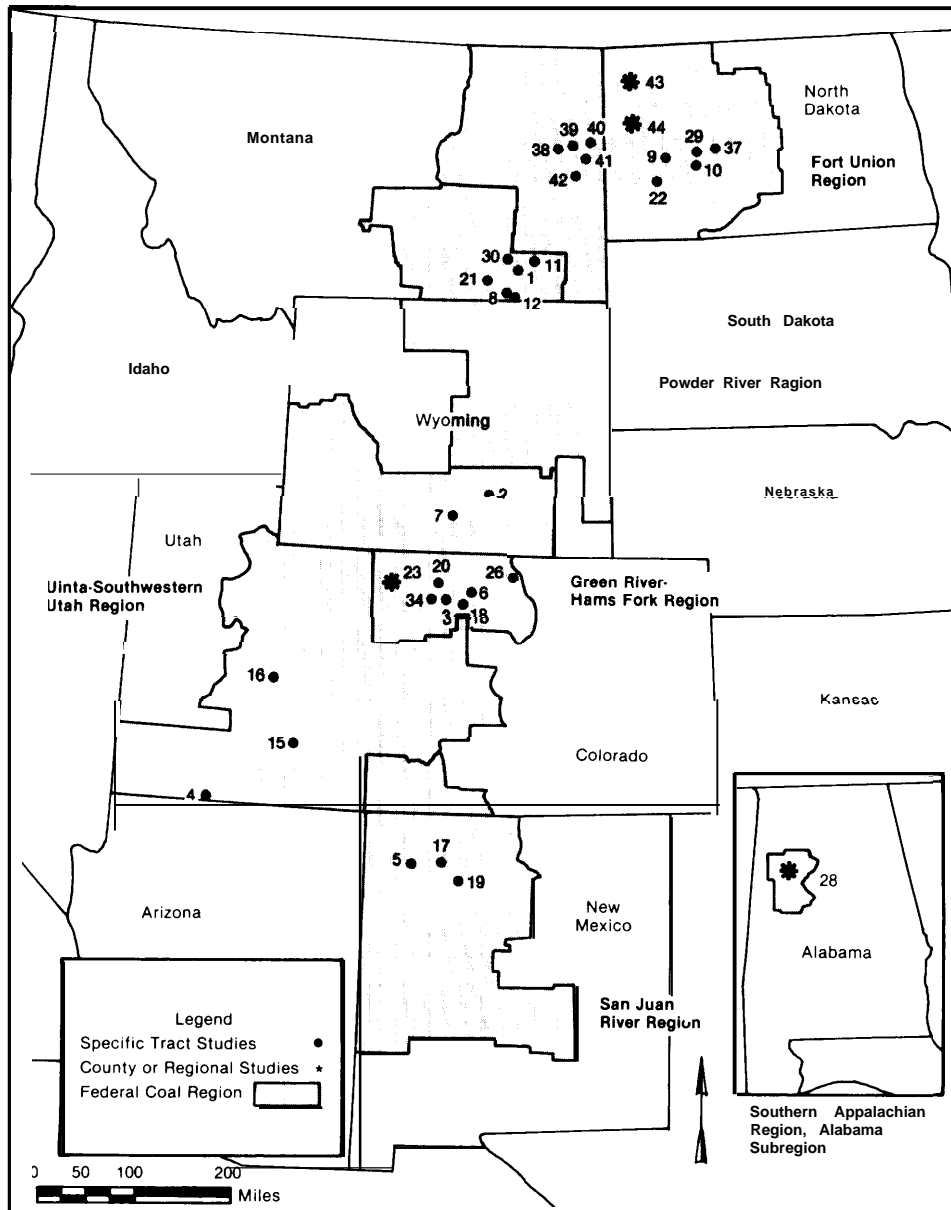 43
North
Dakota
Montana
39
40
44
29
37
38
41
9
10
Fort Union
Region
42
22
30
11
1
21
8
12
South Dakota
Idaho
Powder River Ragion
Wyoming
Nebraska
7
Utah
20
26
23
Green River-
Hams Fork Region
Uinta-Southwestern
Utah Region
34
6
3
18
16
Kaneac
15
Colorado
4
5
17
19
28
Arizona
New
Mexico
Alabama
San Juan
River Region
Legend
Specific Tract Studies
County or Regional Studies *
Federal Coal Region
Southern Appalachian
Region, Alabama
Subregion
0 50 100 200
Miles